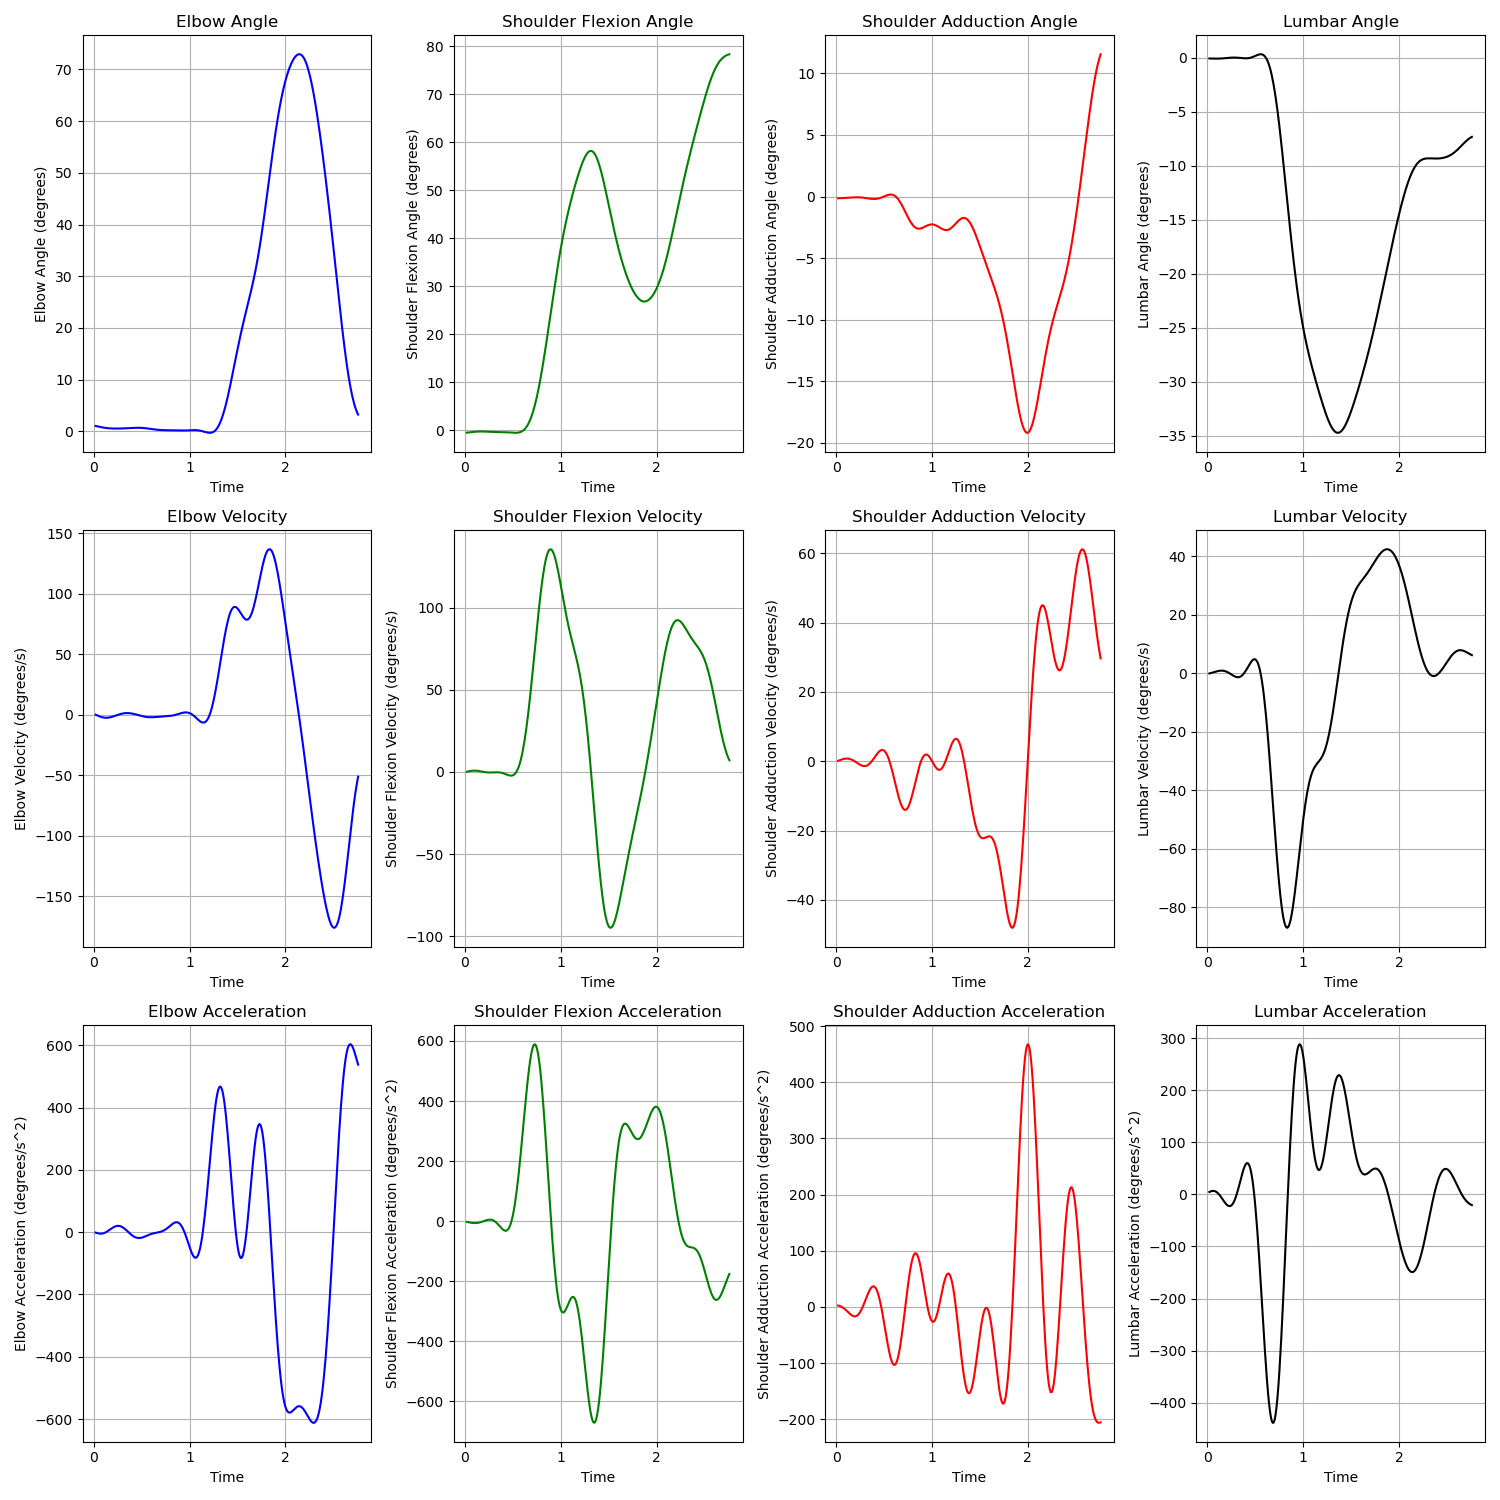 Elbow Angle
Elbow Angle (degrees)
70
60
50
40
30
20
10
0
0 1 2
Time
Shoulder Flexion Angle
Shoulder Flexion Angle (degrees)
80
70
60
50
40
30
20
10
0
0 1 2
Time
Shoulder Adduction Angle
Shoulder Adduction Angle (degrees)
10
5
0
−5
−10
−15
−20
0 1 2
Time
Lumbar Angle
Lumbar Angle (degrees)
0
−5
−10
−15
−20
−25
−30
−35
0 1 2
Time
Elbow Velocity
Elbow Velocity (degrees/s)
150
100
50
0
−50
−100
−150
0 1 2
Time
Shoulder Flexion Velocity
Shoulder Flexion Velocity (degrees/s)
100
50
0
−50
−100
0 1 2
Time
Shoulder Adduction Velocity
Shoulder Adduction Velocity (degrees/s)
60
40
20
0
−20
−40
0 1 2
Time
Lumbar Velocity
Lumbar Velocity (degrees/s)
40
20
0
−20
−40
−60
−80
0 1 2
Time
Elbow Acceleration
Elbow Acceleration (degrees/s^2)
600
400
200
0
−200
−400
−600
0 1 2
Time
Shoulder Flexion Acceleration
Shoulder Flexion Acceleration (degrees/s^2)
600
400
200
0
−200
−400
−600
0 1 2
Time
Shoulder Adduction Acceleration
Shoulder Adduction Acceleration (degrees/s^2)
500
400
300
200
100
0
−100
−200
0 1 2
Time
Lumbar Acceleration
Lumbar Acceleration (degrees/s^2)
300
200
100
0
−100
−200
−300
−400
0 1 2
Time